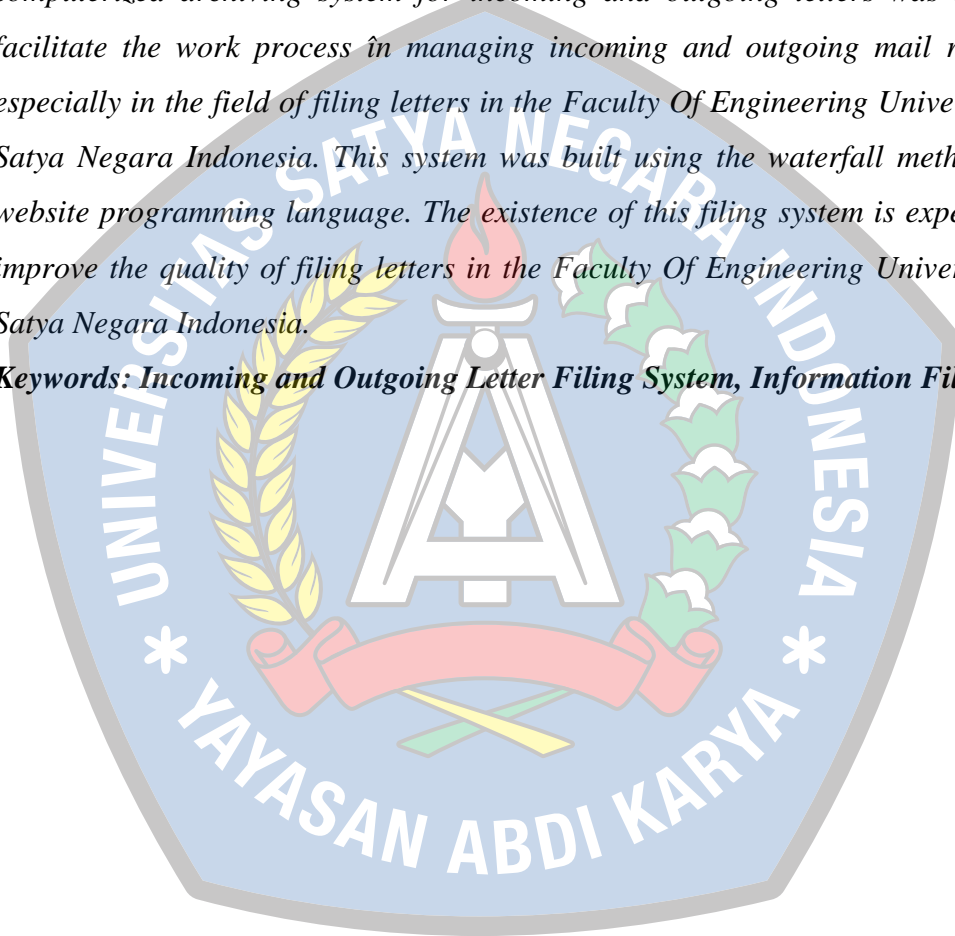 computerized archiving system for incoming and outgoing letters was
facilitate the work process în managing incoming and outgoing mail r
especially in the field of filing letters in the Faculty Of Engineering Unive
Satya Negara Indonesia. This system was built using the waterfall meth
website programming language. The existence of this filing system is expe
improve the quality of filing letters in the Faculty Of Engineering Univer
Satya Negara Indonesia.
Keywords: Incoming and Outgoing Letter Filing System, Information Fil
UNIVERSITAS SATYA NEGARA INDONESIA
* YAYASAN ABDI KARYA *